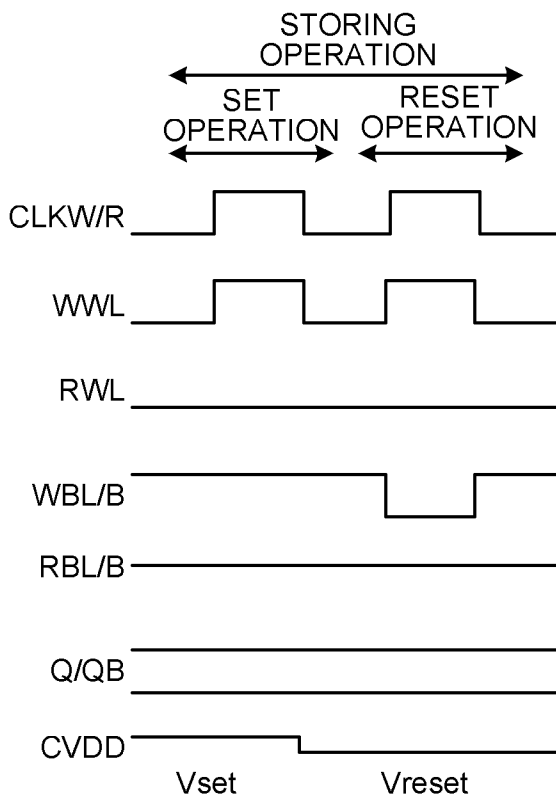 STORING
OPERATION
SET
OPERATION
RESET
OPERATION
CLKW/R
WWL
RWL
WBL/B
RBL/B
Q/QB
CVDD
Vset
Vreset